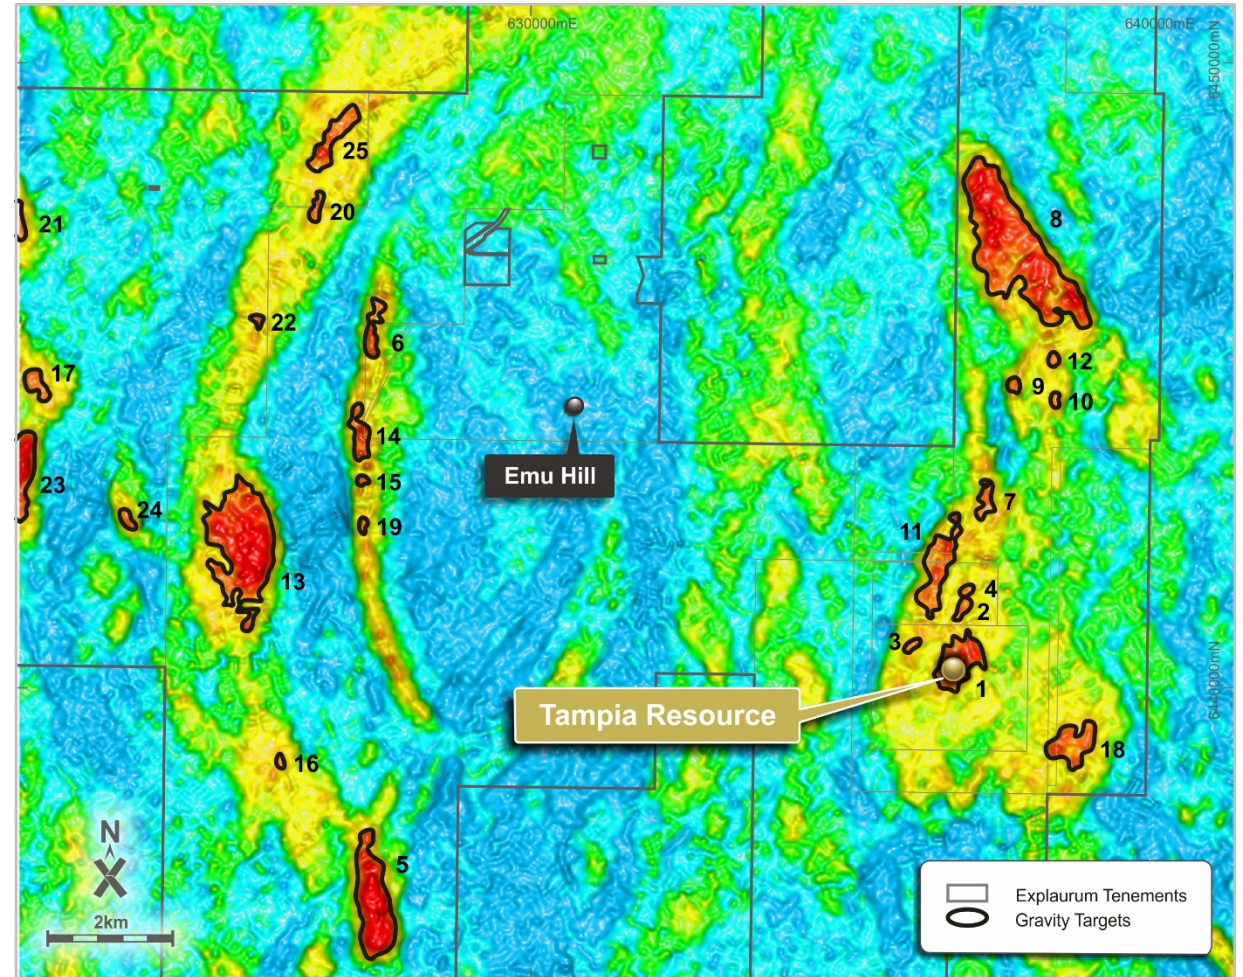 630000mE
640000mE
6450000mN
25
20
21
8
22
6
17
12
9
10
14
15
Emu Hill
23
7
24
19
11
13
4
2
3
1
6440000mN
Tampia Resource
18
16
N
5
2km
Explaurum Tenements
Gravity Targets